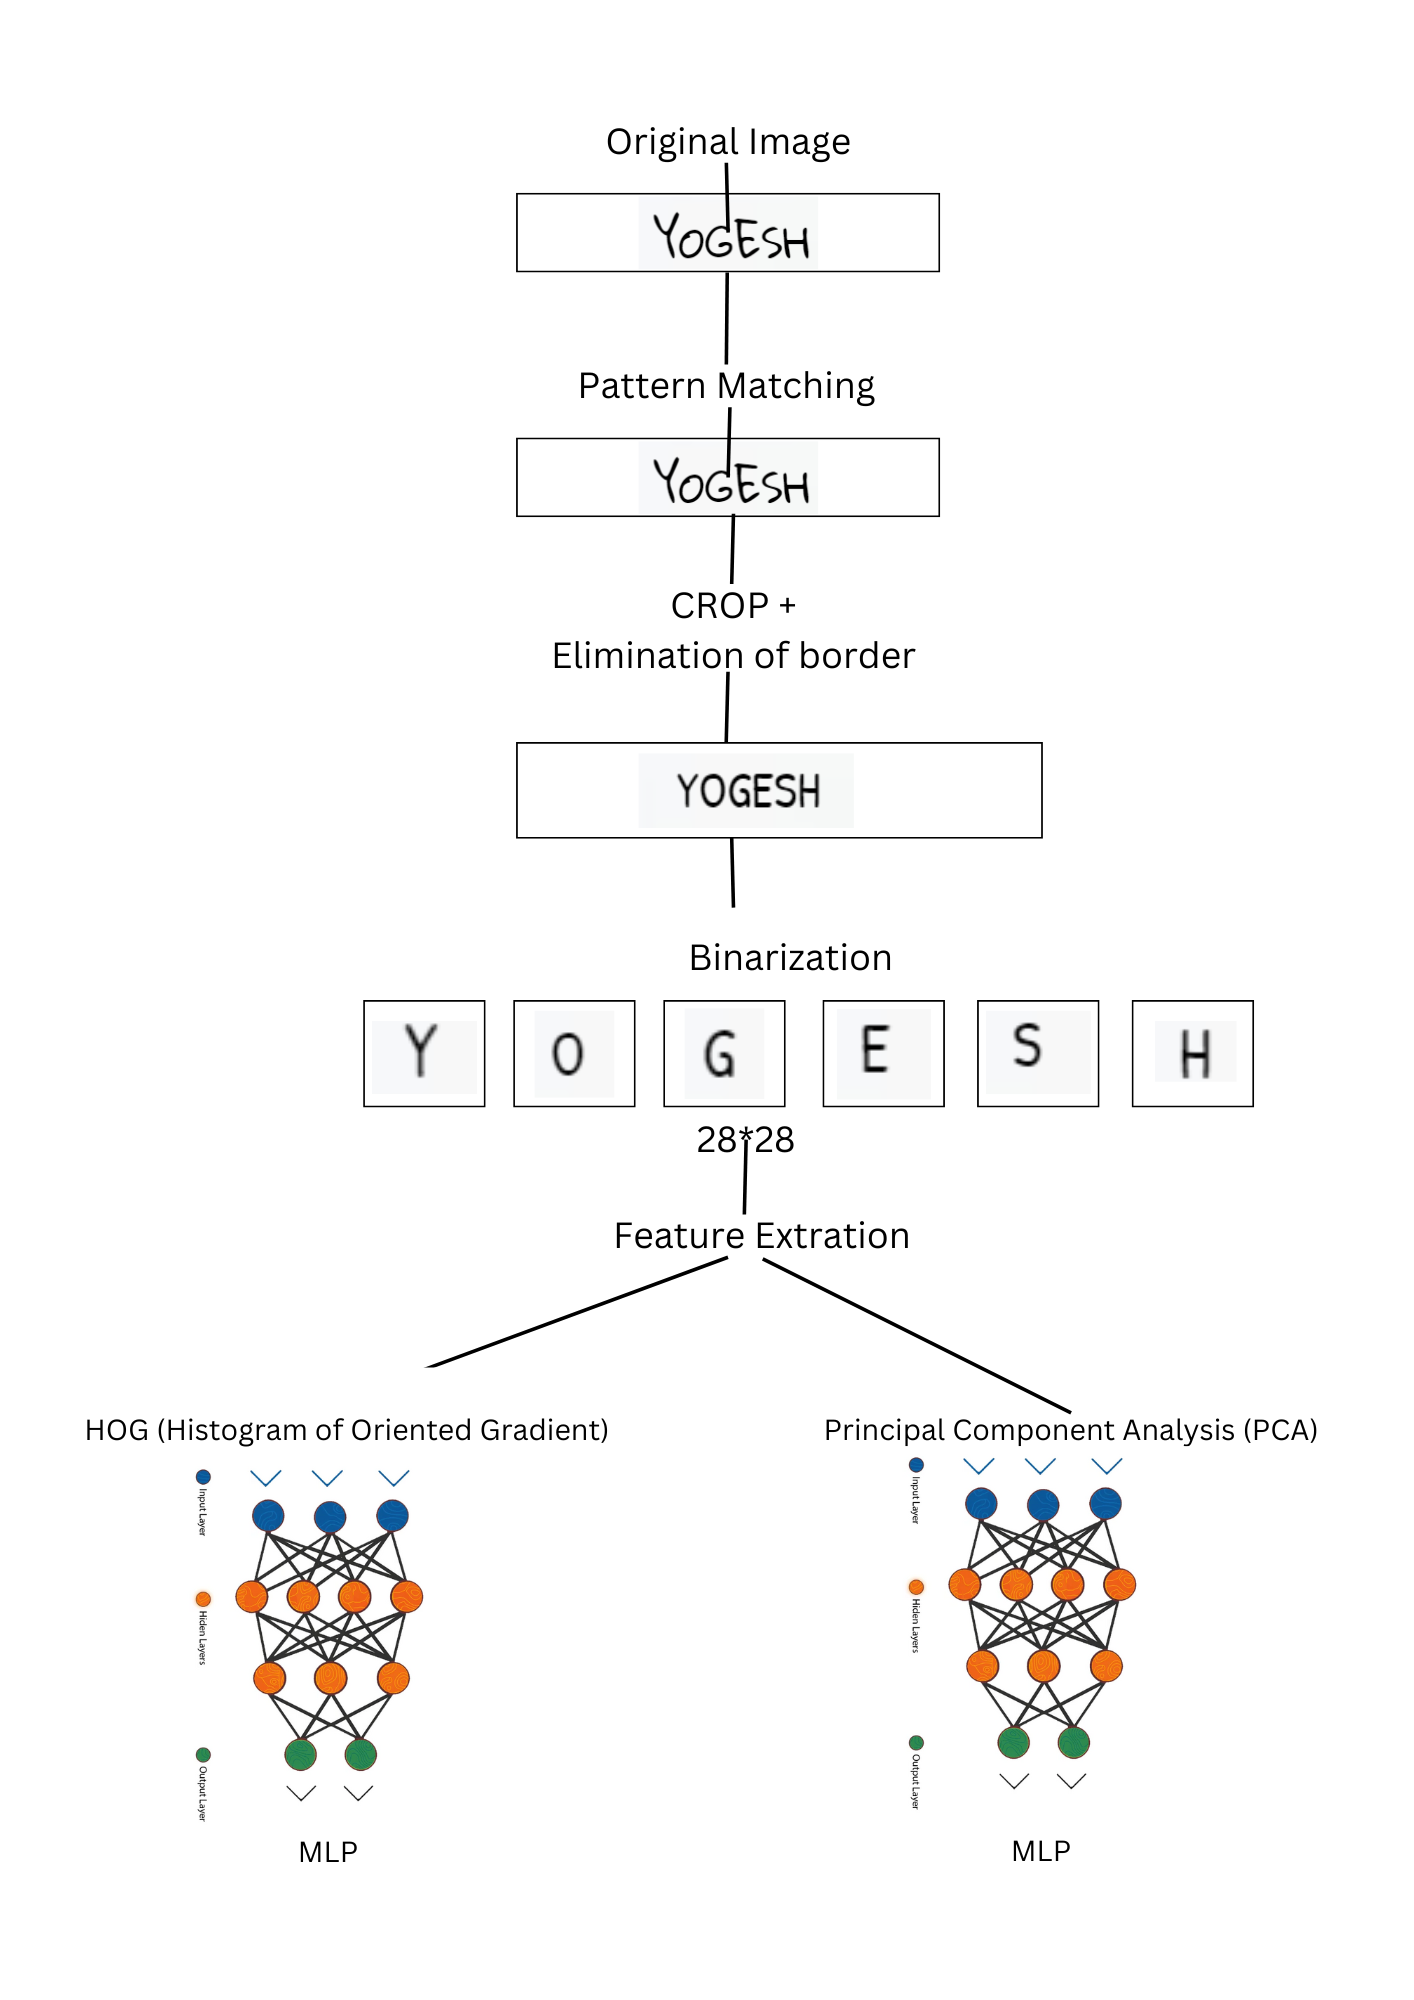 Original Image
YOGESH
Pattern Matching
YOGESH
CROP +
Elimination of border
YOGESH
Binarization
Y O G E S H
28*28
Feature Extration
HOG (Histogram of Oriented Gradient)
Input Layer
Hiden Layers
Output Layer
MLP
Principal Component Analysis (PCA)
Input Layer
Hiden Layers
Output Layer
MLP